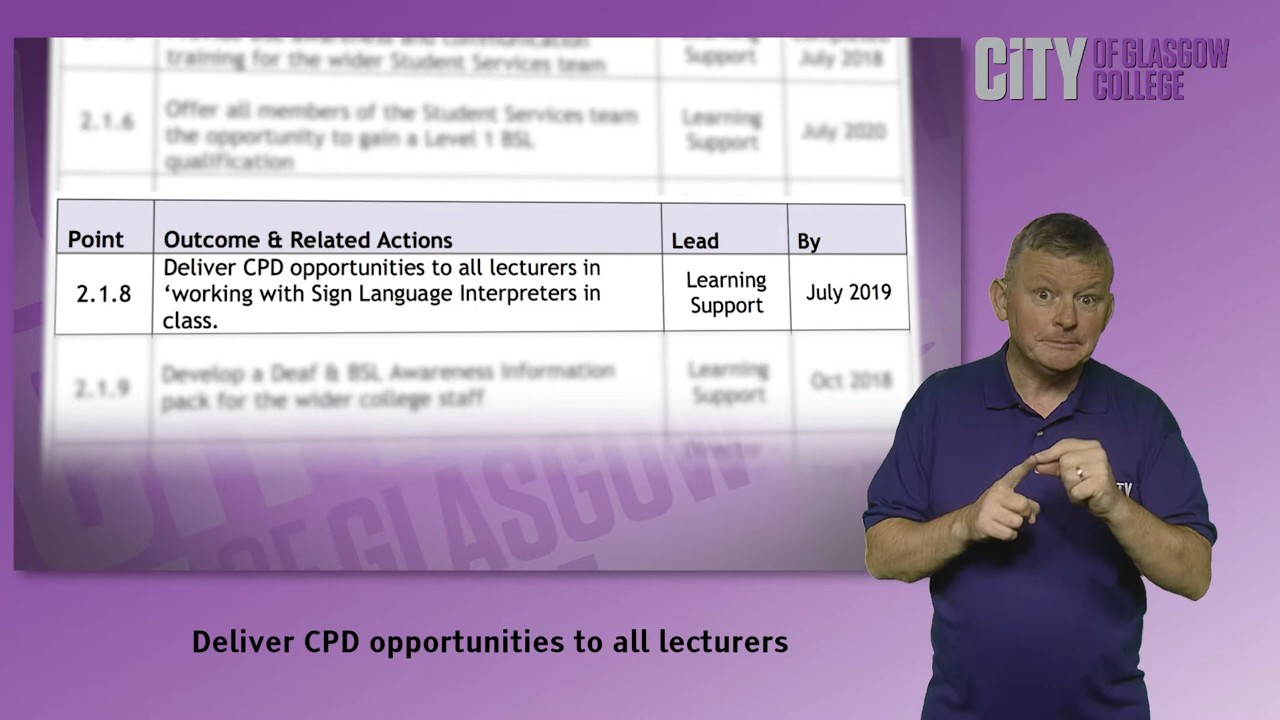 training for the wider Student Services team
Support
July 2018
2.1.6
Offer all members of the Student Services team
the opportunity to gain a Level 1 BSL
qualification
Learning
Support
July 2020
Point
Outcome & Related Actions
Lead
By
2.1.8
Deliver CPD opportunities to all lecturers in
‘working with Sign Language Interpreters in
class.
Learning
Support
July 2019
2.1.9
Develop a Deaf & BSL Awareness Information
pack for the wider college staff
Learning
Support
Oct 2018
CiTY
OF GLASGOW
COLLEGE
OF GLASGOW
Deliver CPD opportunities to all lecturers